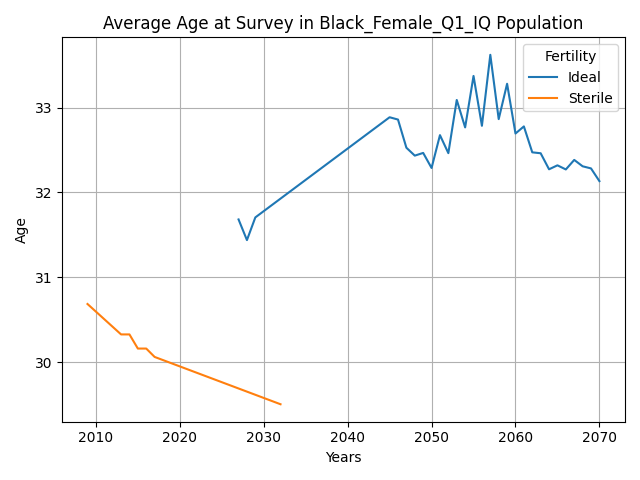 Average Age at Survey in Black_Female_Q1_IQ Population
Fertility
Ideal
Sterile
33
32
31
30
Age
2010 2020 2030 2040 2050 2060 2070
Years